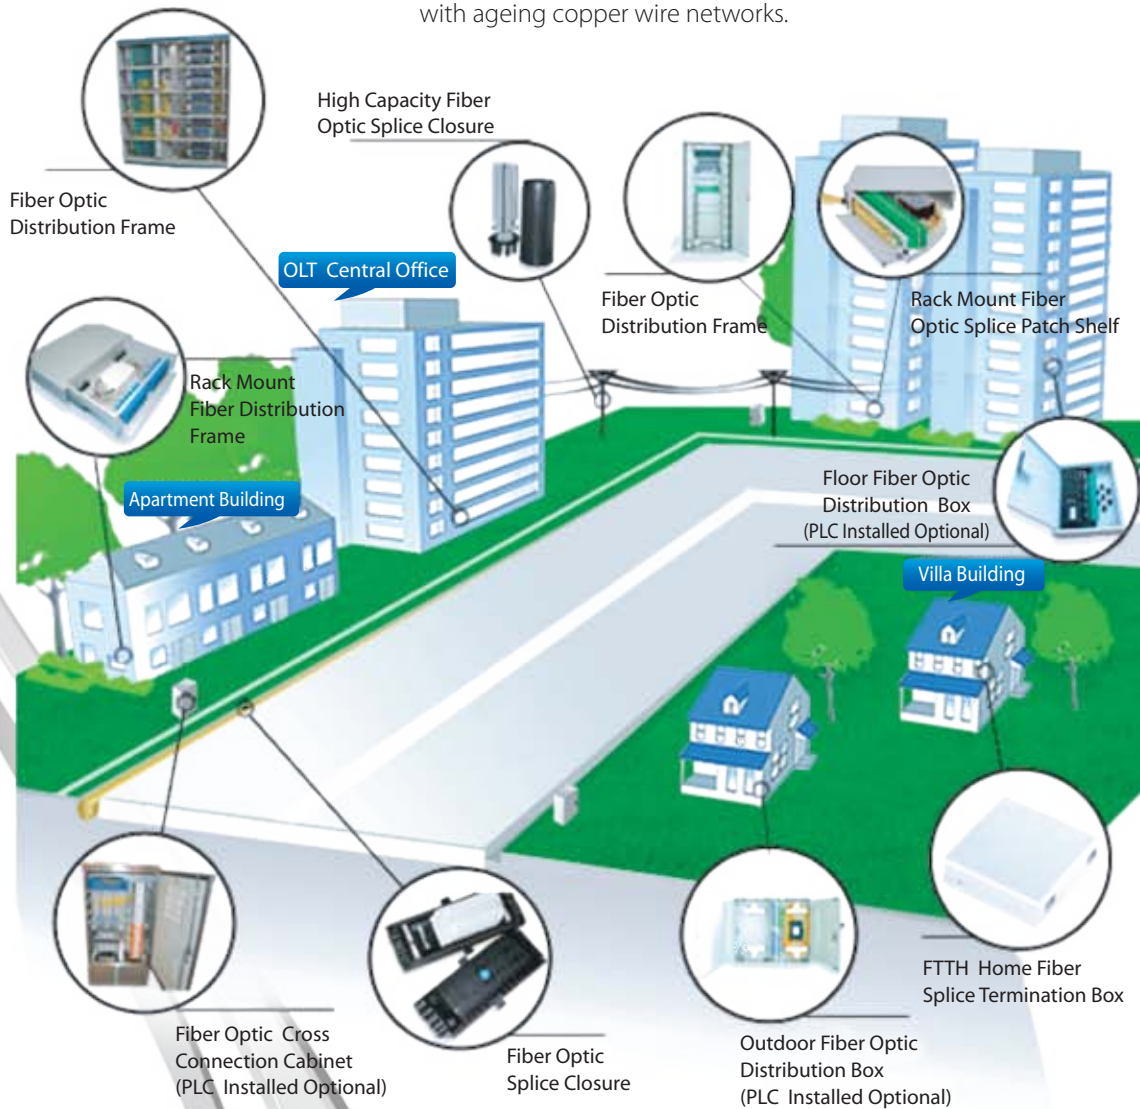 with ageing copper wire networks.
High Capacity Fiber
Optic Splice Closure
Fiber Optic
Distribution Frame
OLT Central Office
Fiber Optic
Distribution Frame
Rack Mount Fiber
Optic Splice Patch Shelf
Rack Mount
Fiber Distribution
Frame
Apartment Building
Floor Fiber Optic
Distribution Box
(PLC Installed Optional)
Villa Building
FTTH Home Fiber
Splice Termination Box
Fiber Optic Cross
Connection Cabinet
(PLC Installed Optional)
Fiber Optic
Splice Closure
Outdoor Fiber Optic
Distribution Box
(PLC Installed Optional)